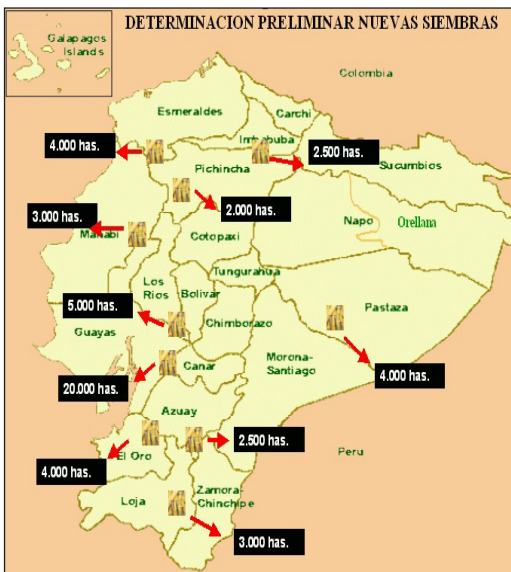 DETERMINACION PRELIMINAR NUEVAS SIEMBRAS
Galapagos
Islands
Colombia
Esmeraldes
Carchi
Imbabura
4.000 has.
2.500 has.
Sucumbios
Pichincha
3.000 has.
2.000 has.
Napo
Orellana
Manabi
Cotopaxi
Tungurahua
Los
Rios
Bolivar
Pastaza
5.000 has.
Chimborazo
Guayas
Morona-
Santiago
Canar
4.000 has.
20.000 has.
Azuay
2.500 has.
El Oro
Peru
4.000 has.
Zamora-
Chinchipe
Loja
3.000 has.